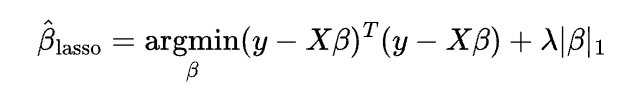 β̂_lasso = argmin_β (y − Xβ)^T (y − Xβ) + λ|β|_1